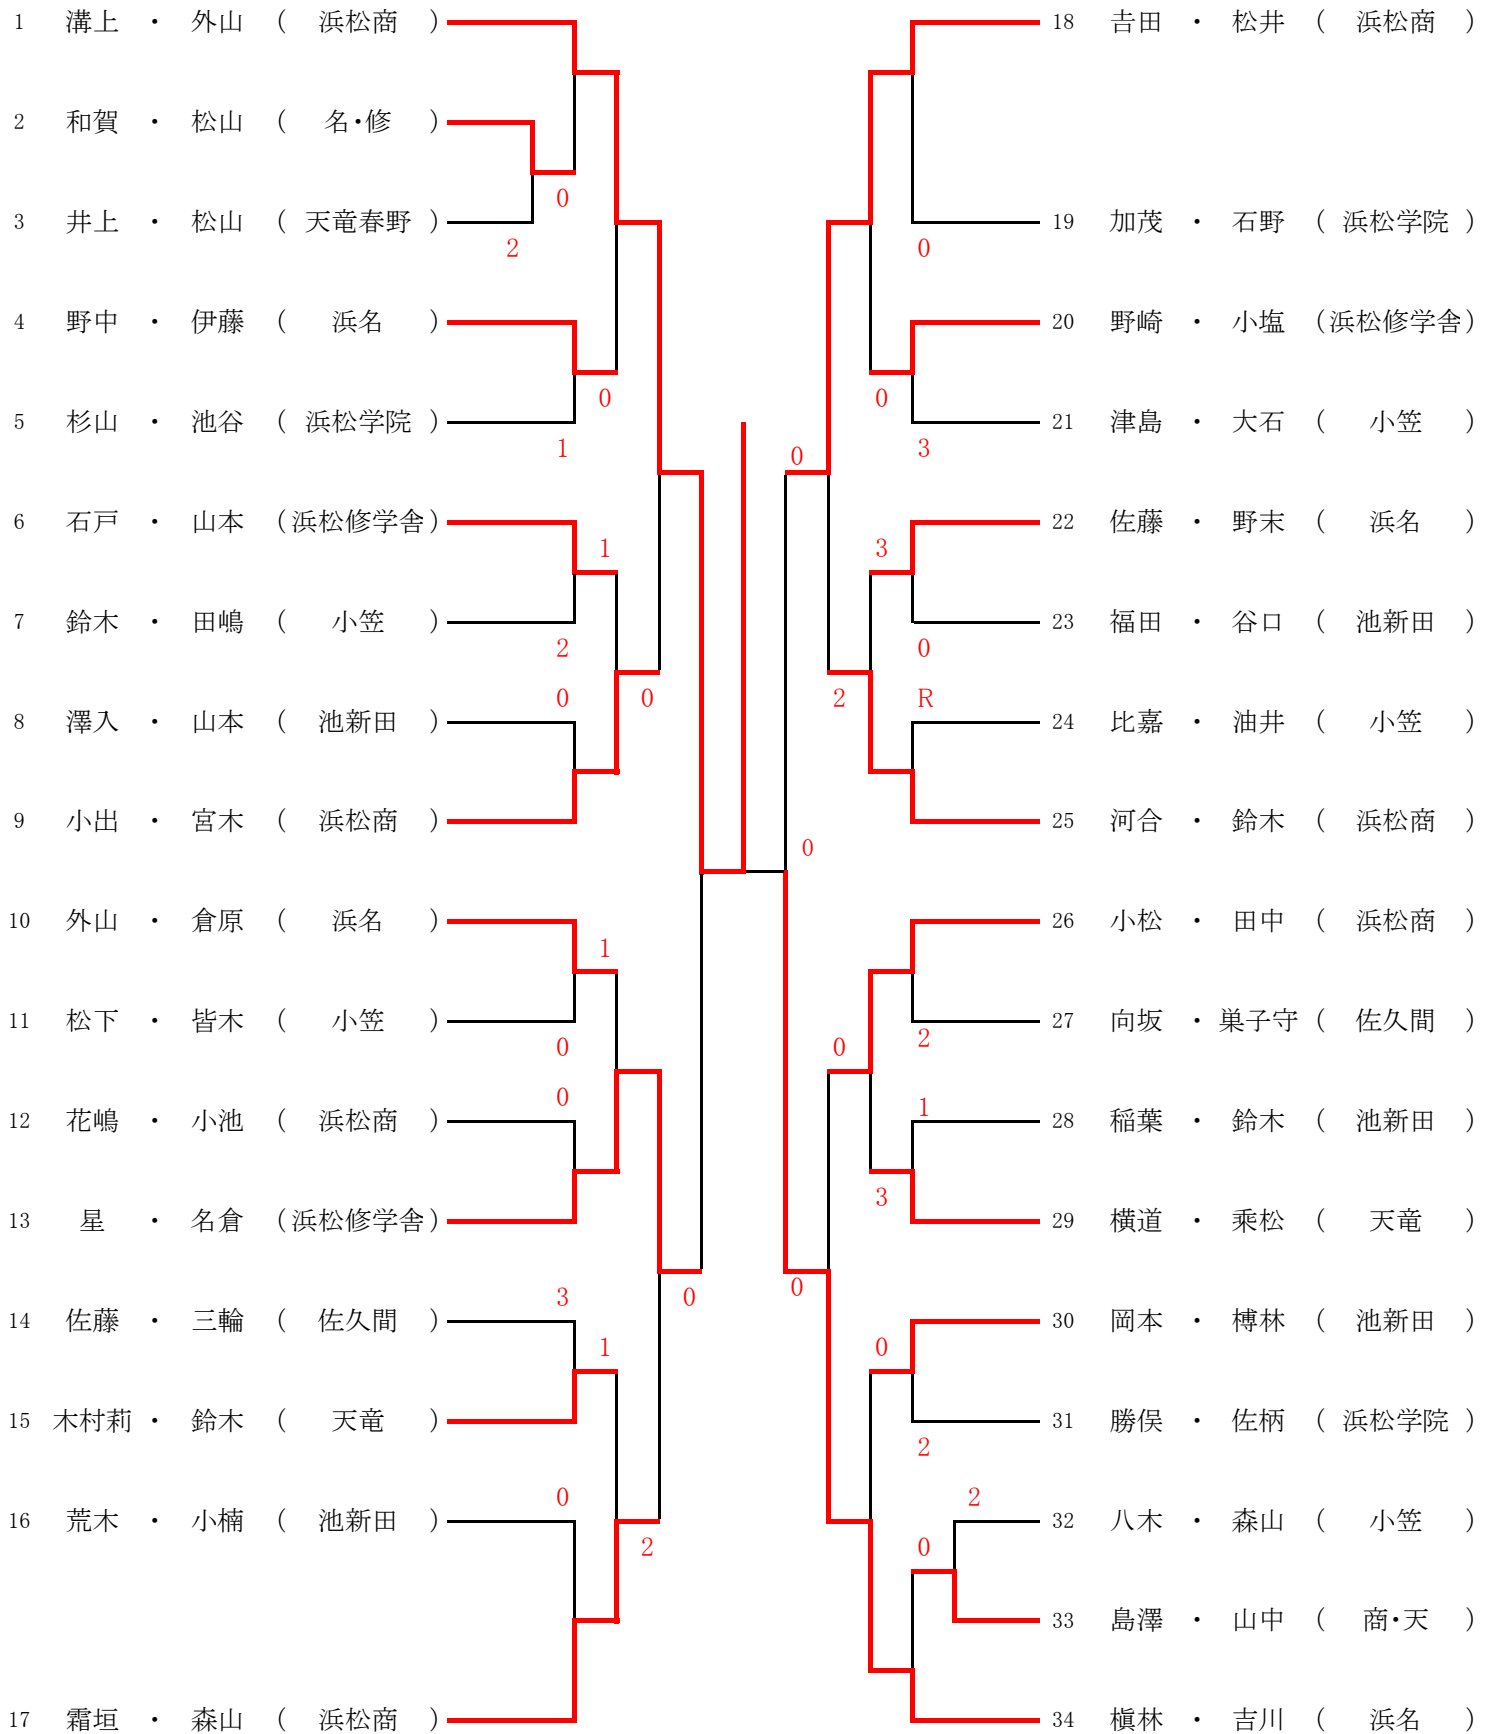 1 溝上 ・ 外山 ( 浜松商 )
2 和賀 ・ 松山 ( 名・修 )
0
3 井上 ・ 松山 ( 天竜春野 )
2
4 野中 ・ 伊藤 ( 浜名 )
0
5 杉山 ・ 池谷 ( 浜松学院 )
1
6 石戸 ・ 山本 (浜松修学舎)
1
7 鈴木 ・ 田嶋 ( 小笠 )
2
0 0
8 澤入 ・ 山本 ( 池新田 )
9 小出 ・ 宮木 ( 浜松商 )
10 外山 ・ 倉原 ( 浜名 )
1
11 松下 ・ 皆木 ( 小笠 )
0
0
12 花嶋 ・ 小池 ( 浜松商 )
13 星 ・ 名倉 (浜松修学舎)
3 0
14 佐藤 ・ 三輪 ( 佐久間 )
1
15 木村莉 ・ 鈴木 ( 天竜 )
0
16 荒木 ・ 小楠 ( 池新田 )
2
17 霜垣 ・ 森山 ( 浜松商 )
18 吉田 ・ 松井 ( 浜松商 )
19 加茂 ・ 石野 ( 浜松学院 )
0
20 野崎 ・ 小塩 (浜松修学舎)
0
21 津島 ・ 大石 ( 小笠 )
0 3
22 佐藤 ・ 野末 ( 浜名 )
3
23 福田 ・ 谷口 ( 池新田 )
0
2 R
24 比嘉 ・ 油井 ( 小笠 )
25 河合 ・ 鈴木 ( 浜松商 )
0
26 小松 ・ 田中 ( 浜松商 )
27 向坂 ・ 巣子守 ( 佐久間 )
0 2
1
28 稲葉 ・ 鈴木 ( 池新田 )
3
29 横道 ・ 乘松 ( 天竜 )
0
30 岡本 ・ 榑林 ( 池新田 )
0
31 勝俣 ・ 佐柄 ( 浜松学院 )
2
2
32 八木 ・ 森山 ( 小笠 )
0
33 島澤 ・ 山中 ( 商・天 )
34 槇林 ・ 吉川 ( 浜名 )